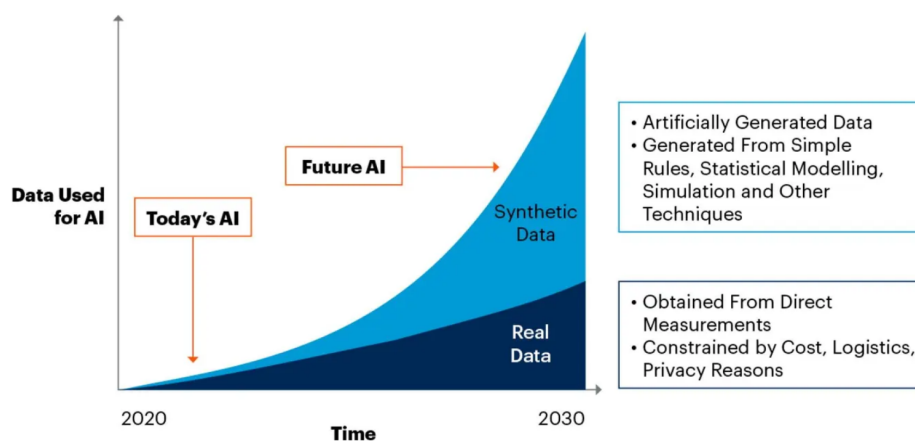 Data Used
for AI
Today's AI
Future AI
Synthetic
Data
Real
Data
2020
2030
Time
• Artificially Generated Data
• Generated From Simple
Rules, Statistical Modelling,
Simulation and Other
Techniques
• Obtained From Direct
Measurements
• Constrained by Cost, Logistics,
Privacy Reasons